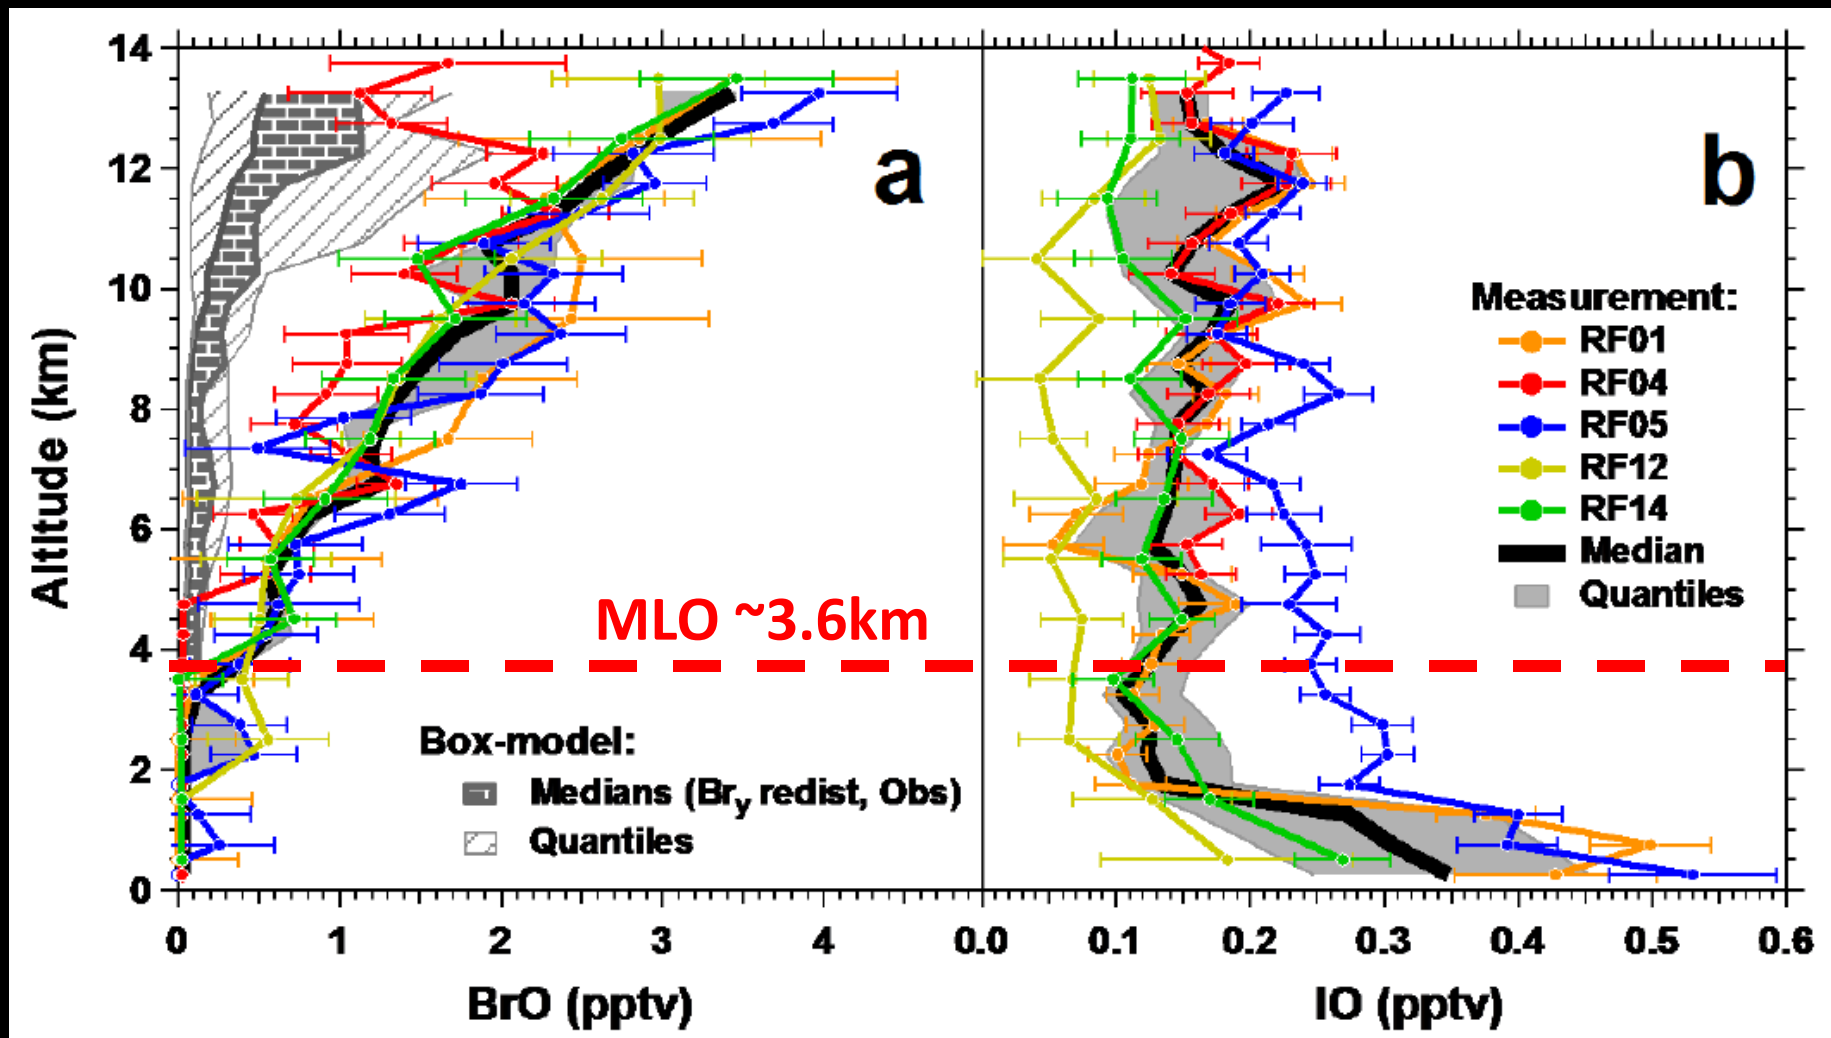 14
12
10
8
6
4
2
0
Altitude (km)
a
b
MLO ~3.6km
Box-model:
Medians (Bry redist, Obs)
Quantiles
Measurement:
RF01
RF04
RF05
RF12
RF14
Median
Quantiles
0 1 2 3 4
0.0 0.1 0.2 0.3 0.4 0.5 0.6
BrO (pptv)
IO (pptv)